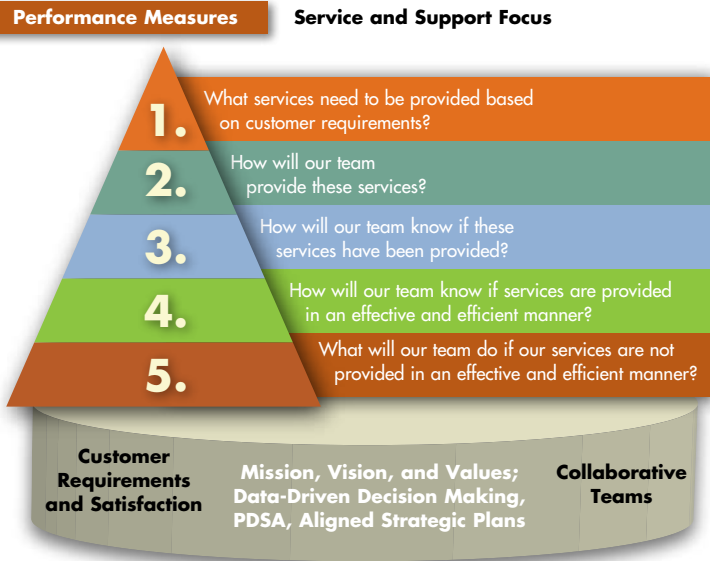 Performance Measures
Service and Support Focus
1.
What services need to be provided based
on customer requirements?
2.
How will our team
provide these services?
3.
How will our team know if these
services have been provided?
4.
How will our team know if services are provided
in an effective and efficient manner?
5.
What will our team do if our services are not
provided in an effective and efficient manner?
Customer
Requirements
and Satisfaction
Mission, Vision, and Values;
Data-Driven Decision Making,
PDSA, Aligned Strategic Plans
Collaborative
Teams